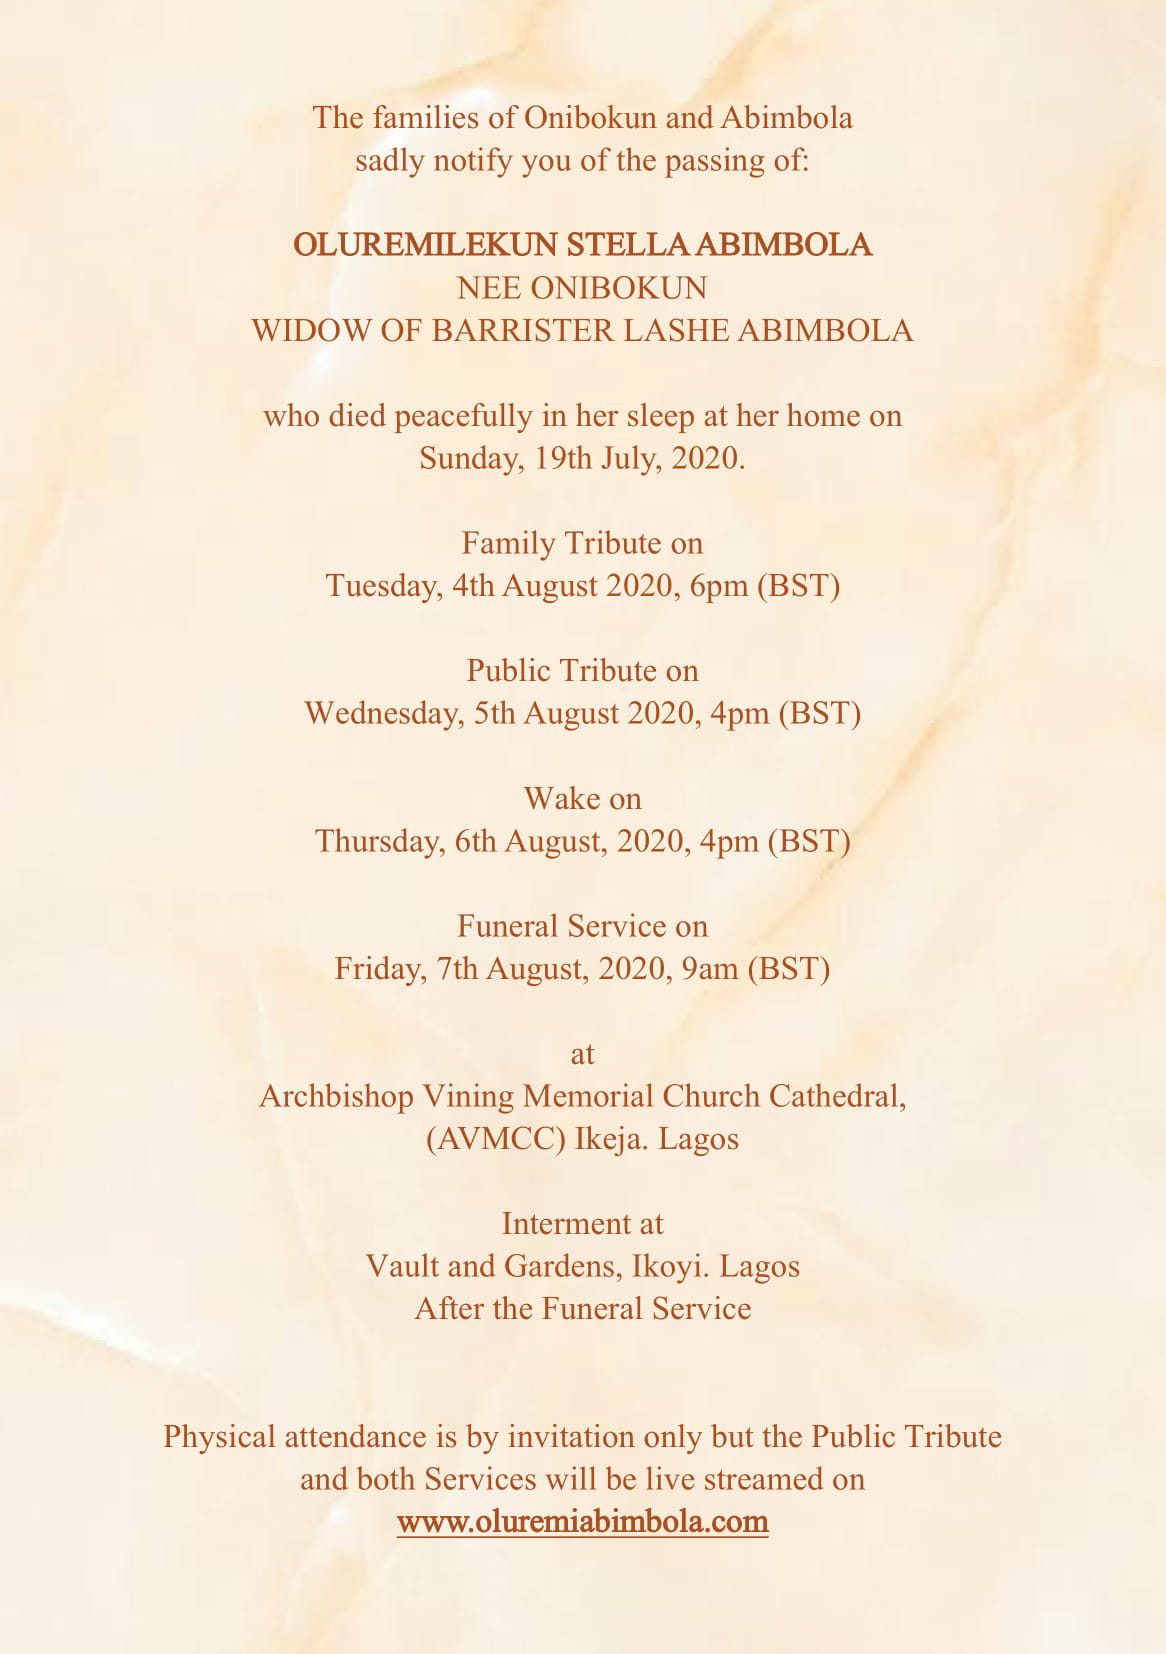 The families of Onibokun and Abimbola
sadly notify you of the passing of:
OLUREMILEKUN STELLA ABIMBOLA
NEE ONIBOKUN
WIDOW OF BARRISTER LASHE ABIMBOLA
who died peacefully in her sleep at her home on
Sunday, 19th July, 2020.
Family Tribute on
Tuesday, 4th August 2020, 6pm (BST)
Public Tribute on
Wednesday, 5th August 2020, 4pm (BST)
Wake on
Thursday, 6th August, 2020, 4pm (BST)
Funeral Service on
Friday, 7th August, 2020, 9am (BST)
at
Archbishop Vining Memorial Church Cathedral,
(AVMCC) Ikeja. Lagos
Interment at
Vault and Gardens, Ikoyi. Lagos
After the Funeral Service
Physical attendance is by invitation only but the Public Tribute
and both Services will be live streamed on
www.oluremiabimbola.com